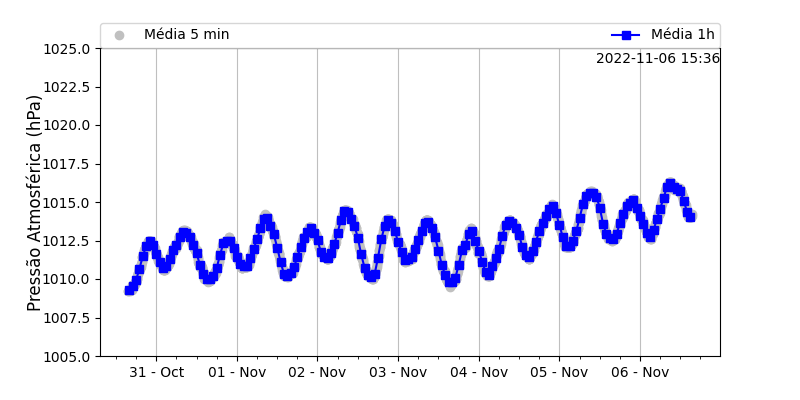 Média 5 min
Média 1h
2022-11-06 15:36
Pressão Atmosférica (hPa)
1025.0
1022.5
1020.0
1017.5
1015.0
1012.5
1010.0
1007.5
1005.0
31 - Oct
01 - Nov
02 - Nov
03 - Nov
04 - Nov
05 - Nov
06 - Nov